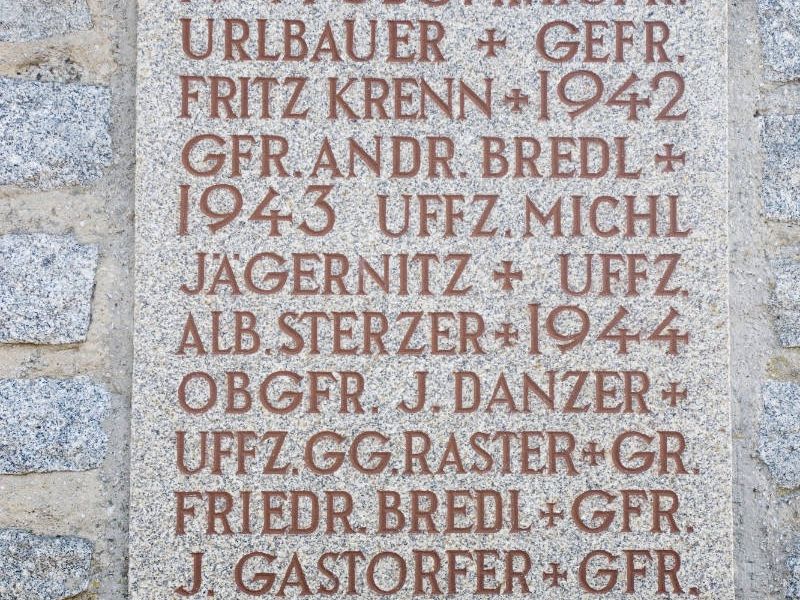 URLBAUER + GEFR.
FRITZ KRENN + 1942
GFR. ANDR. BREDL +
1943 UFFZ. MICHL
JÄGERNITZ + UFFZ.
ALB. STERZER + 1944
OBGFR. J. DANZER +
UFFZ. GG. RASTER + GR.
FRIEDR. BREDL + GFR.
J. GASTORFER + GFR.